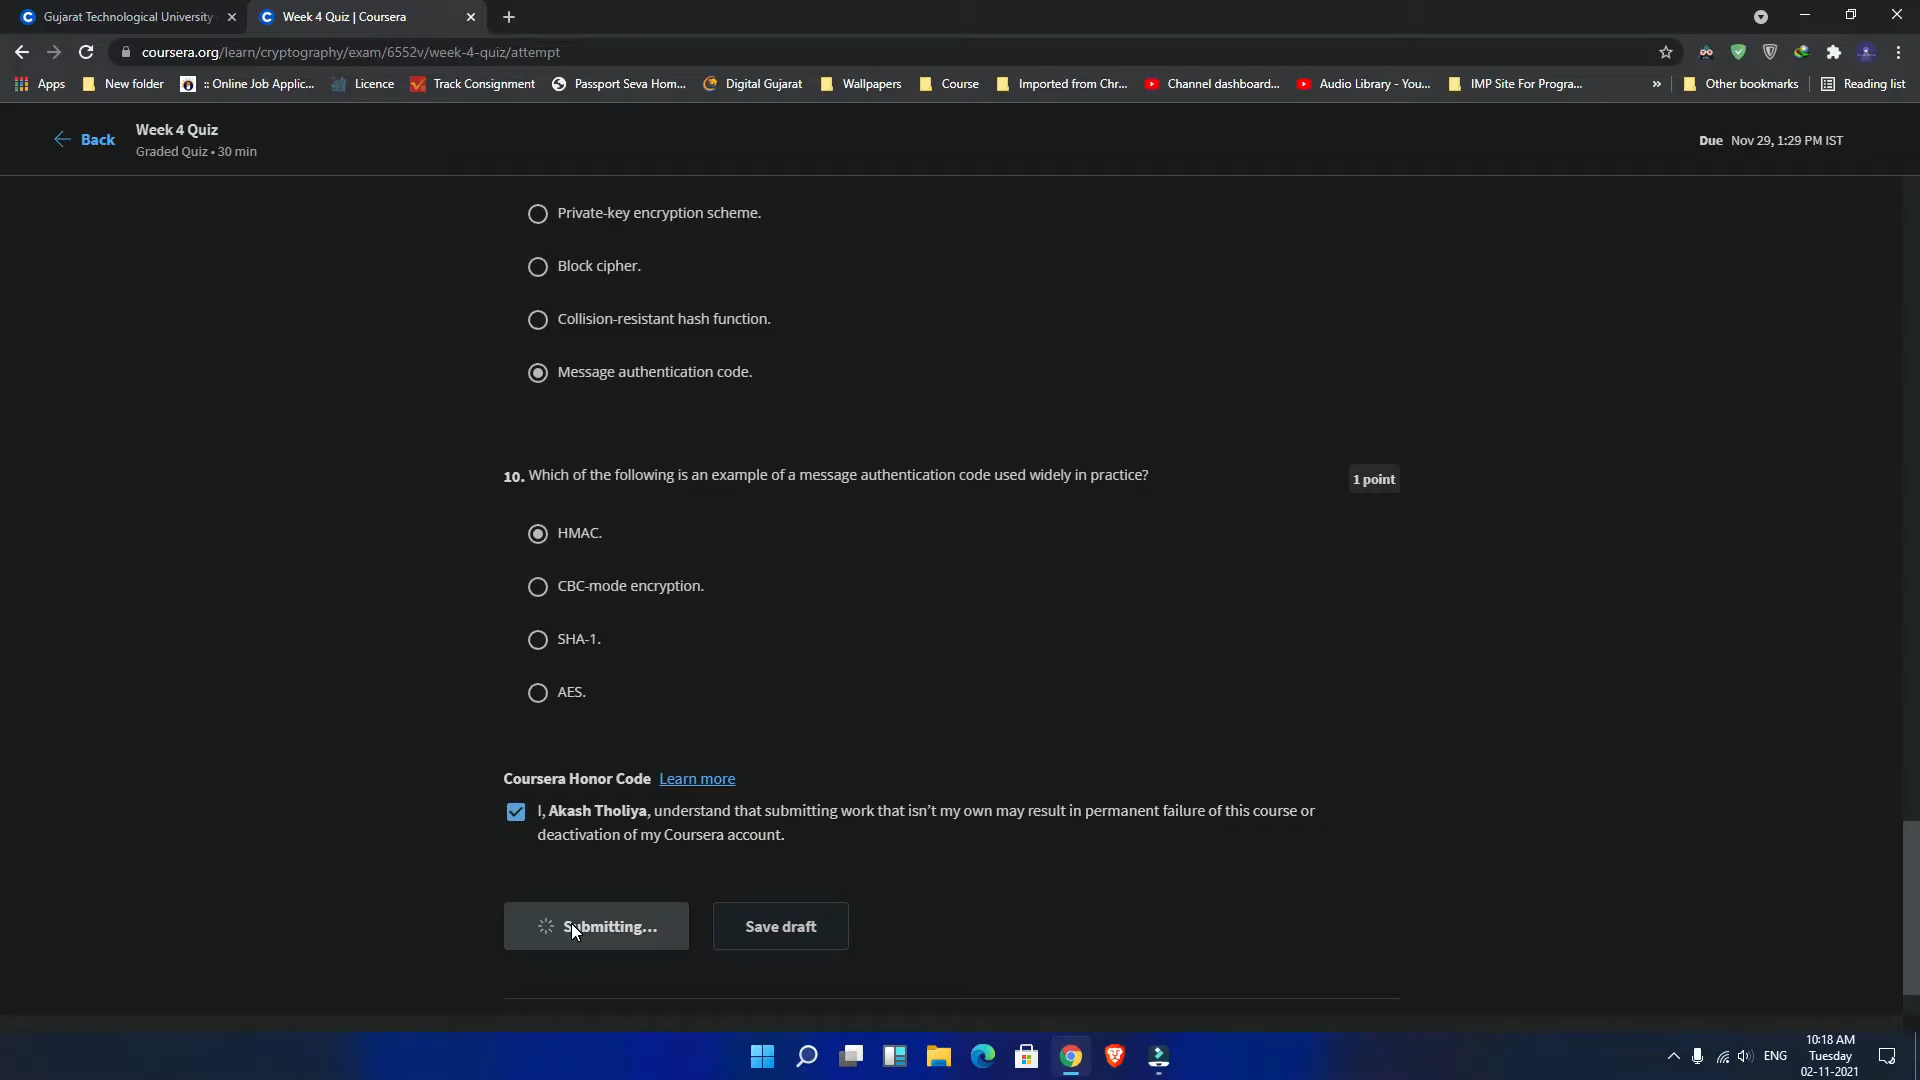 Gujarat Technological University
Week 4 Quiz | Coursera
coursera.org/learn/cryptography/exam/6552v/week-4-quiz/attempt
Apps
New folder
:: Online Job Applic...
Licence
Track Consignment
Passport Seva Hom...
Digital Gujarat
Wallpapers
Course
Imported from Chr...
Channel dashboard...
Audio Library - You...
IMP Site For Progra...
»
Other bookmarks
Reading list
Back
Week 4 Quiz
Graded Quiz • 30 min
Due Nov 29, 1:29 PM IST
Private-key encryption scheme.
Block cipher.
Collision-resistant hash function.
Message authentication code.
10. Which of the following is an example of a message authentication code used widely in practice?
1 point
HMAC.
CBC-mode encryption.
SHA-1.
AES.
Coursera Honor Code Learn more
I, Akash Tholiya, understand that submitting work that isn't my own may result in permanent failure of this course or
deactivation of my Coursera account.
Submitting...
Save draft
ENG
10:18 AM
Tuesday
02-11-2021